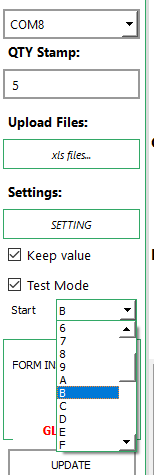 COM8
QTY Stamp:
5
Upload Files:
xls files...
Settings:
SETTING
Keep value
Test Mode
Start B
6
7
8
9
A
B
C
D
E
F
FORM IN
GL
UPDATE